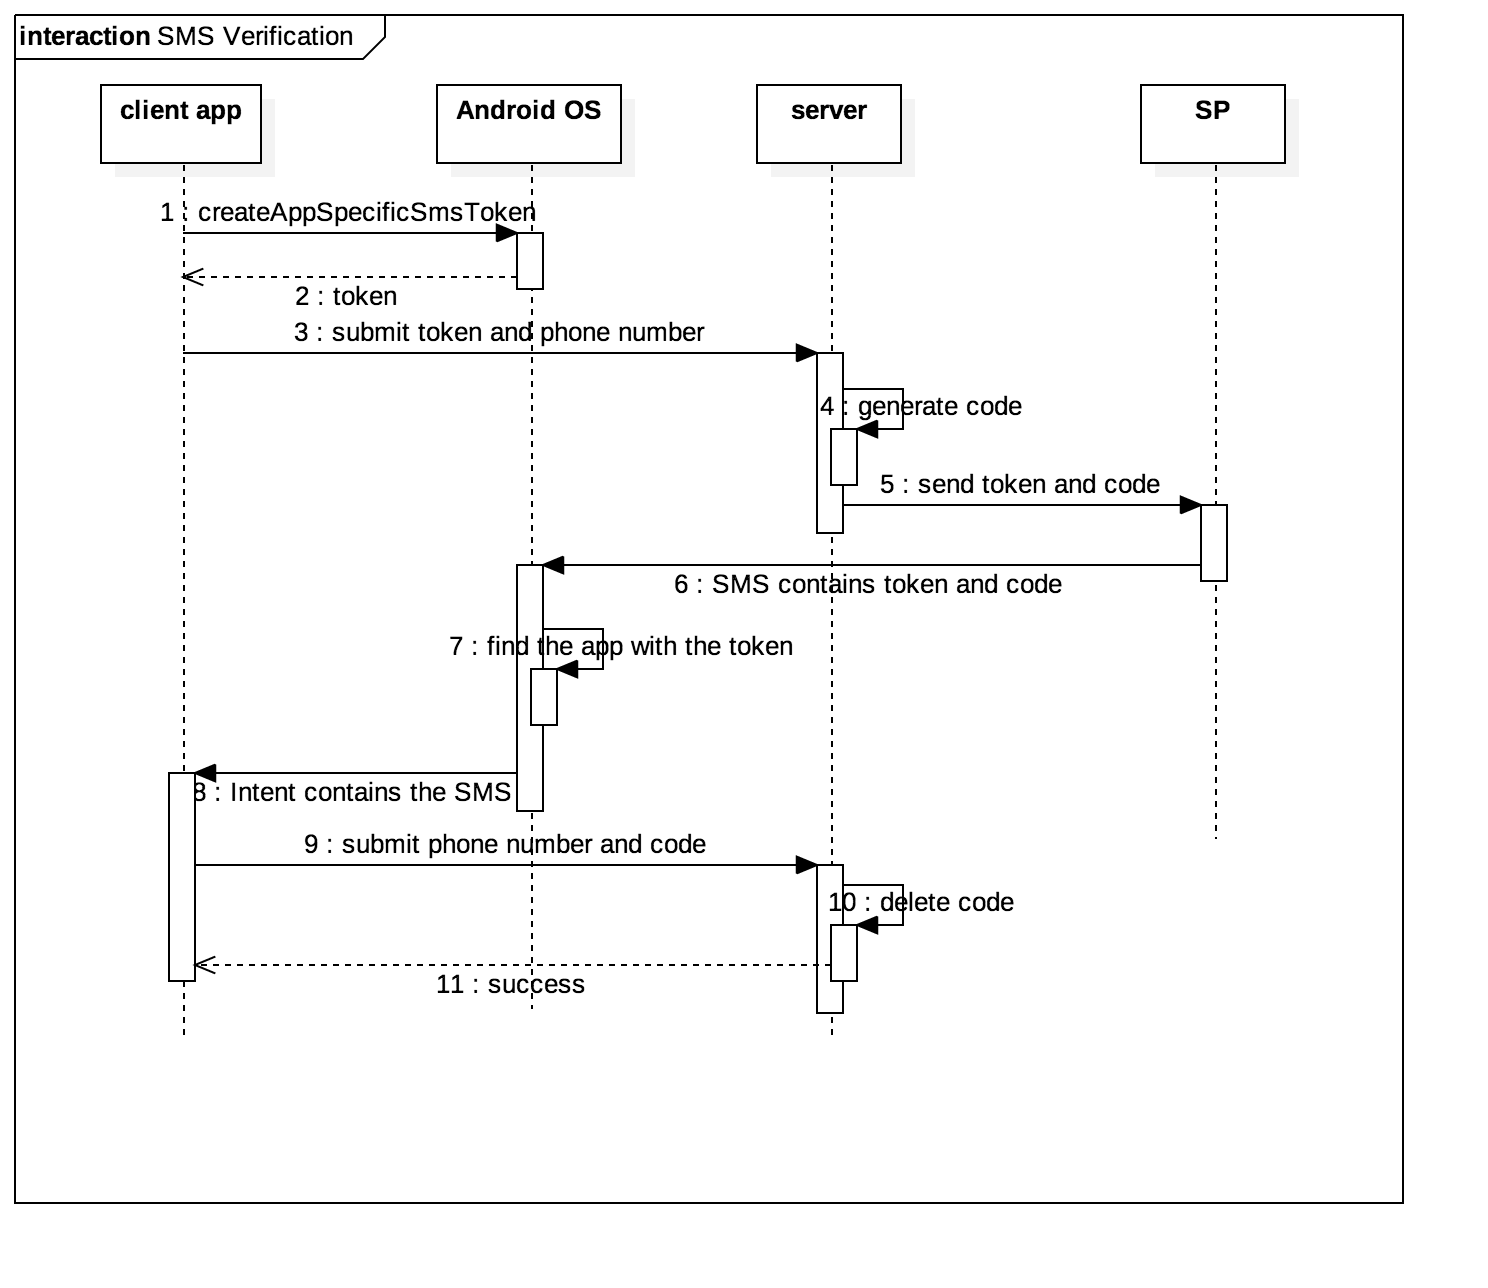 interaction SMS Verification
client app
Android OS
server
SP
1 : createAppSpecificSmsToken
2 : token
3 : submit token and phone number
4 : generate code
5 : send token and code
6 : SMS contains token and code
7 : find the app with the token
8 : Intent contains the SMS
9 : submit phone number and code
10 : delete code
11 : success